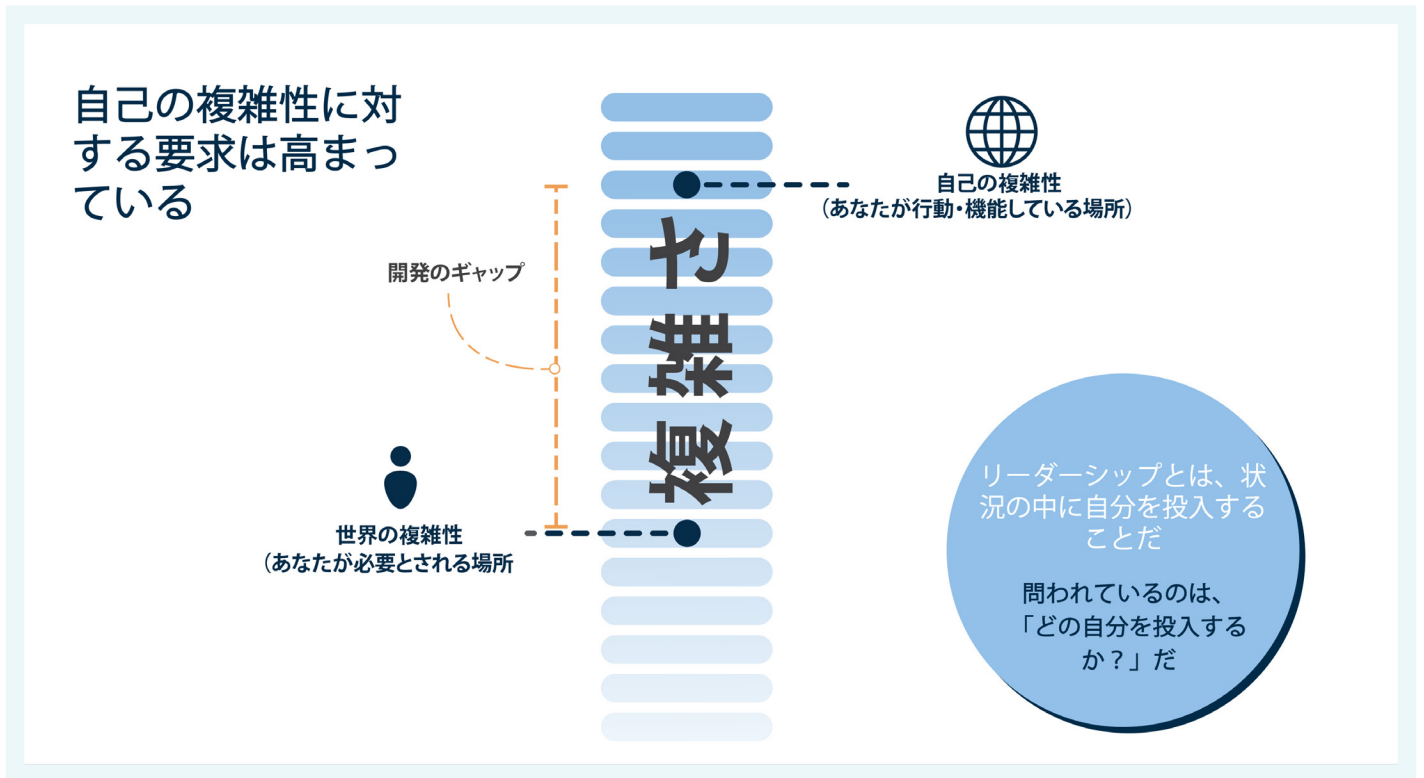 自己の複雑性に対
する要求は高まっ
ている
自己の複雑性
（あなたが行動・機能している場所）
開発のギャップ
複雑さ
世界の複雑性
（あなたが必要とされる場所
リーダーシップとは、状
況の中に自分を投入する
ことだ
問われているのは、
「どの自分を投入する
か？」だ